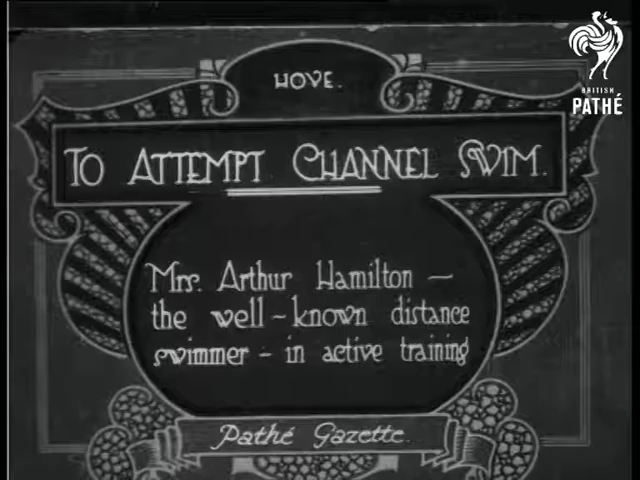 HOVE.
BRITISH
PATHÉ
TO ATTEMPT CHANNEL SWIM.
Mrs. Arthur Hamilton —
the well-known distance
swimmer - in active training
Pathé Gazette.